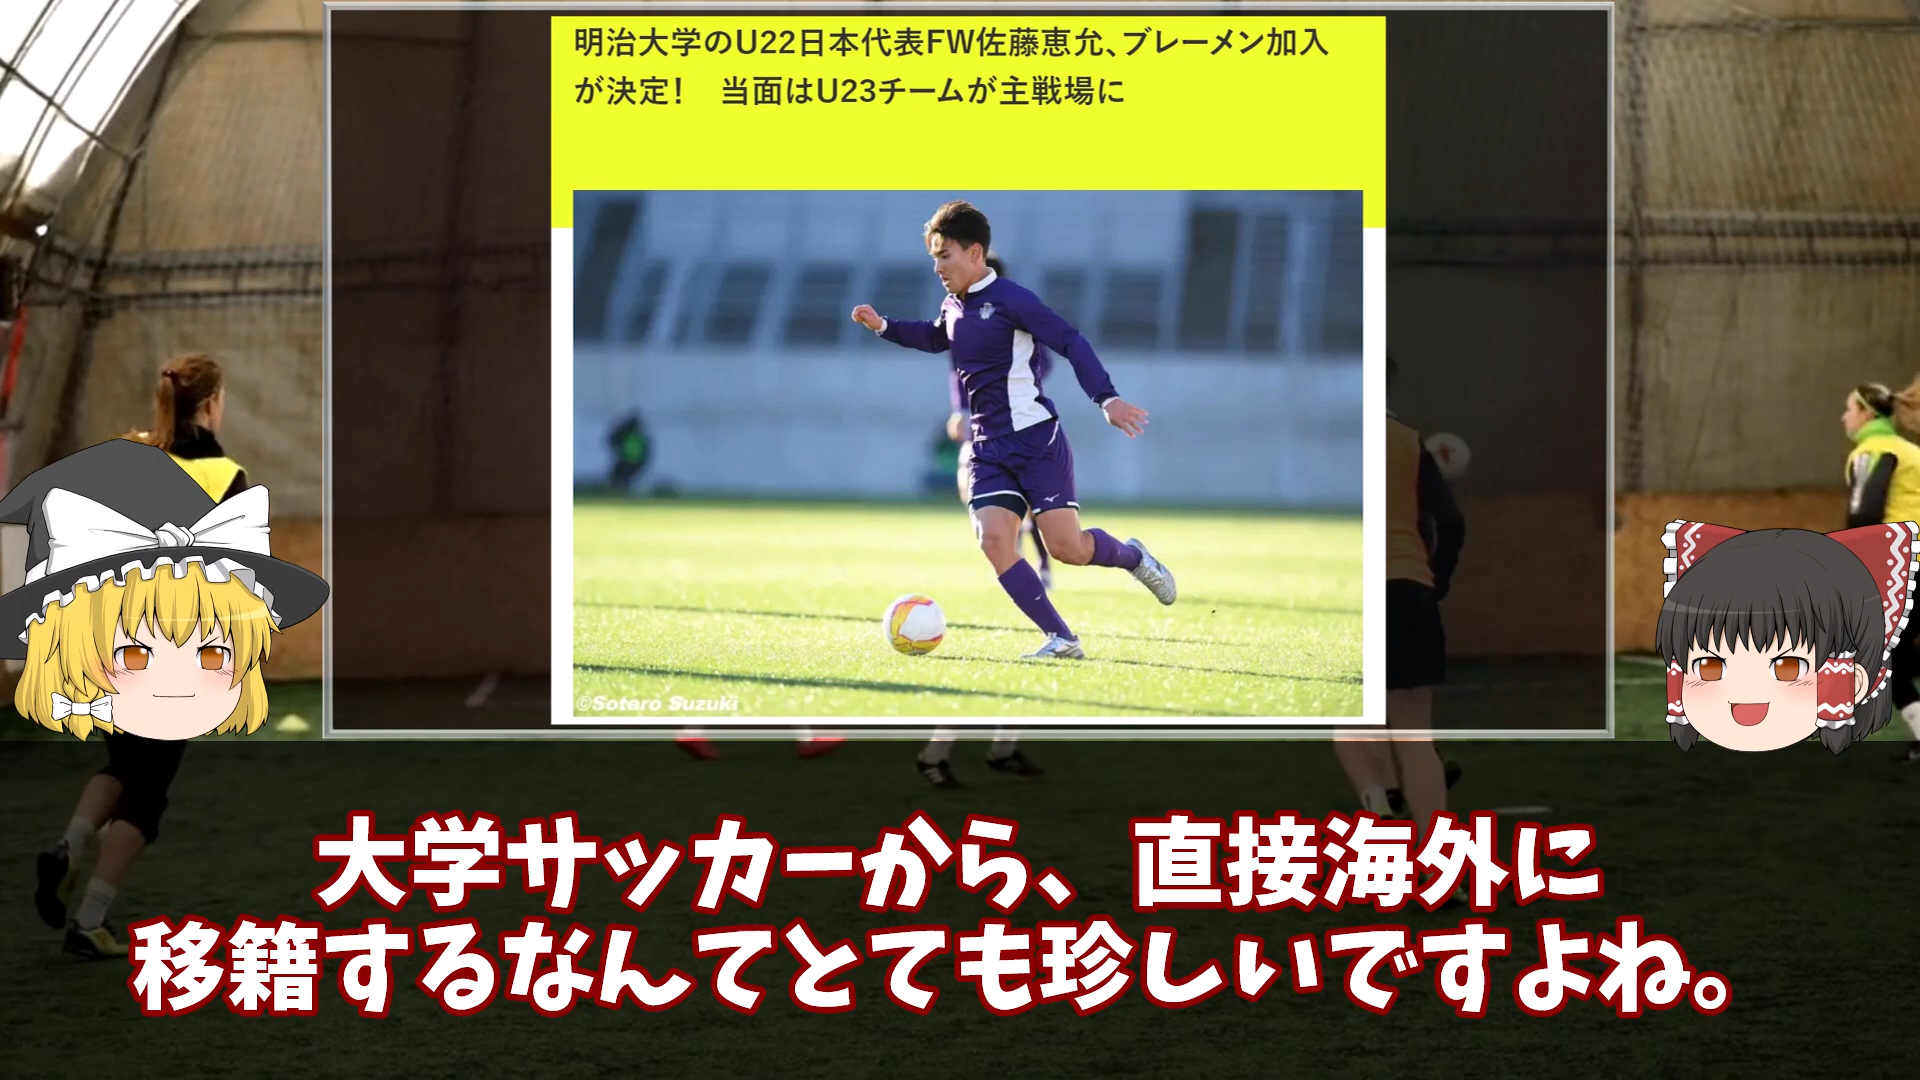 明治大学のU22日本代表FW佐藤恵允、ブレーメン加入
が決定!　当面はU23チームが主戦場に
©Sotaro Suzuki
大学サッカーから、直接海外に
移籍するなんてとても珍しいですよね。